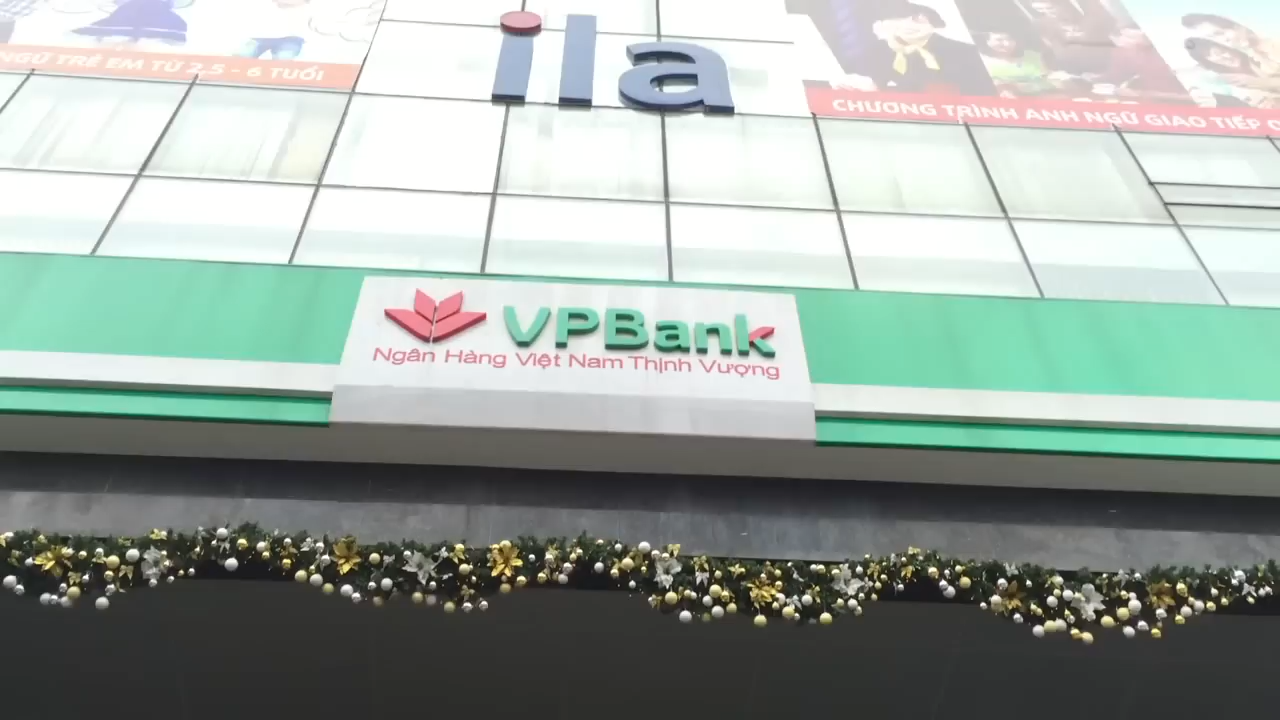 ila
NGỮ TRẺ EM TỪ 2.5 - 6 TUỔI
CHƯƠNG TRÌNH ANH NGỮ GIAO TIẾP
VPBank
Ngân Hàng Việt Nam Thịnh Vượng